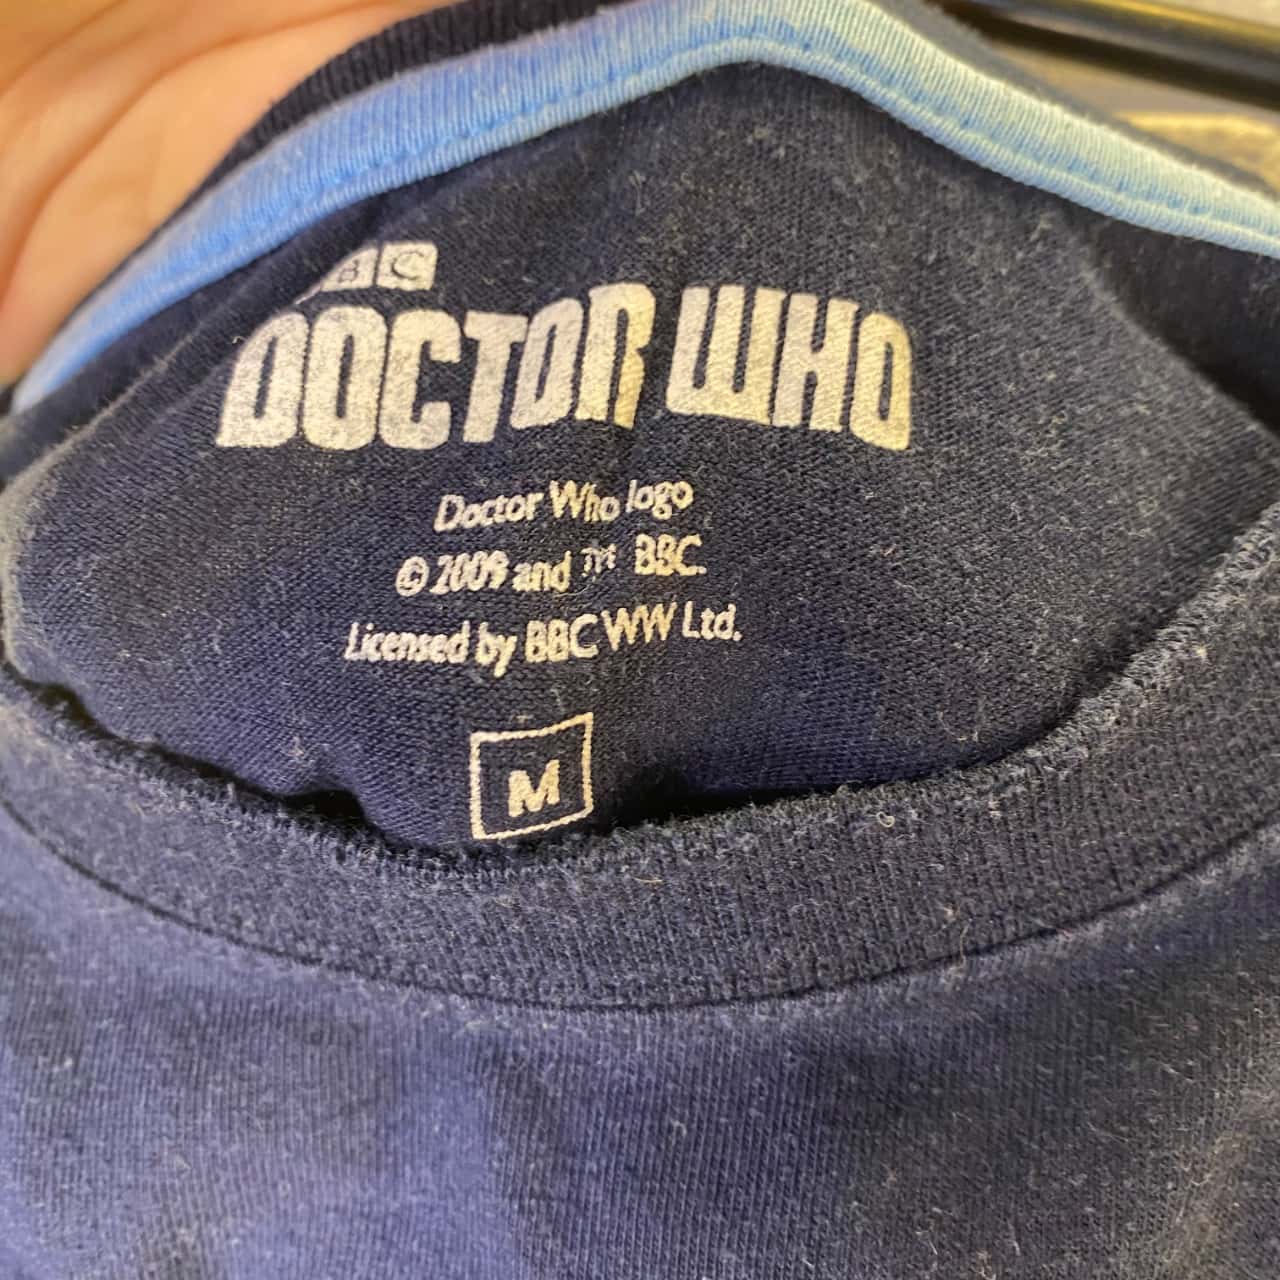 BBC
DOCTOR WHO
Doctor Who logo
© 2009 and ™ BBC.
Licensed by BBC WW Ltd.
M